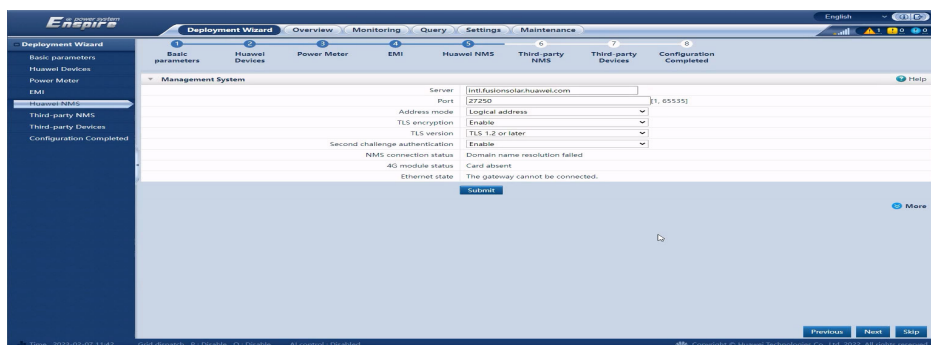 Enspire
English
Deployment Wizard Overview Monitoring Query Settings Maintenance
1 0 0
Deployment Wizard
Basic parameters
Huawei Devices
Power Meter
EMI
Huawei NMS
Third-party NMS
Third-party Devices
Configuration Completed
1 2 3 4 5 6 7 8
Basic parameters Huawei Devices Power Meter EMI Huawei NMS Third-party NMS Third-party Devices Configuration Completed
Management System Help
Server intl.fusionsolar.huawei.com
Port 27250 [1, 65535]
Address mode Logical address
TLS encryption Enable
TLS version TLS 1.2 or later
Second challenge authentication Enable
NMS connection status Domain name resolution failed
4G module status Card absent
Ethernet state The gateway cannot be connected.
Submit
More
Previous Next Skip